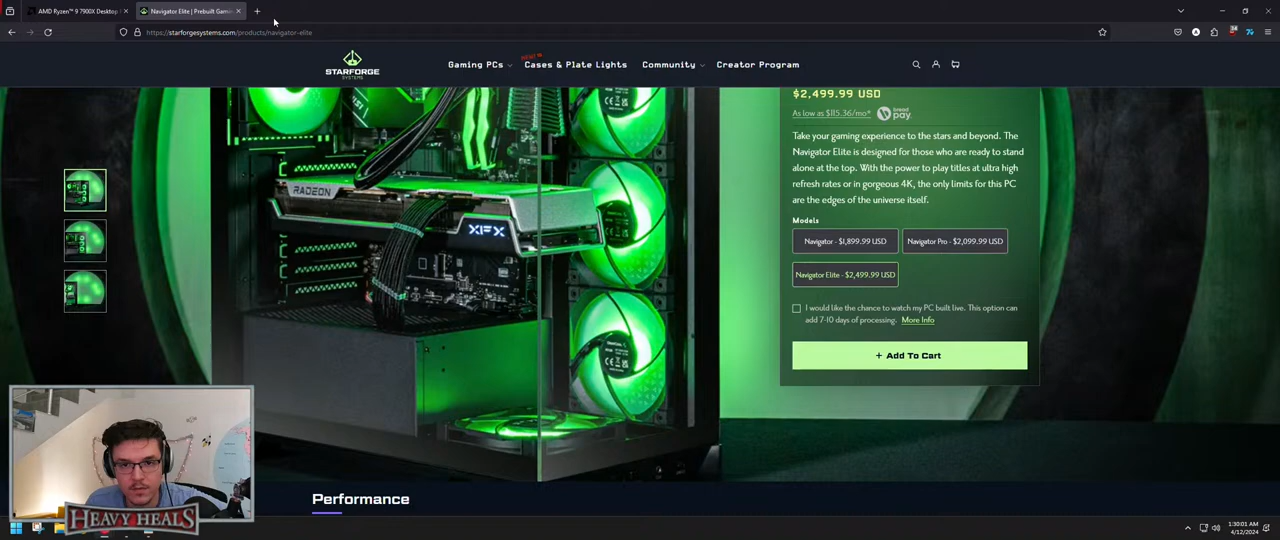 AMD Ryzen™ 9 7900X Desktop
Navigator Elite | Prebuilt Gamin
https://starforgesystems.com/products/navigator-elite
STARFORGE
SYSTEMS
Gaming PCs
NEW!
Cases & Plate Lights
Community
Creator Program
$2,499.99 USD
As low as $115.36/mo*
bread pay
Take your gaming experience to the stars and beyond. The
Navigator Elite is designed for those who are ready to stand
alone at the top. With the power to play titles at ultra high
refresh rates or in gorgeous 4K, the only limits for this PC
are the edges of the universe itself.
Models
Navigator - $1,899.99 USD
Navigator Pro - $2,099.99 USD
Navigator Elite - $2,499.99 USD
I would like the chance to watch my PC built live. This option can
add 7-10 days of processing. More Info
+ Add To Cart
RADEON
XFX
Performance
HEAVY HEALS
1:30:01 AM
4/12/2024